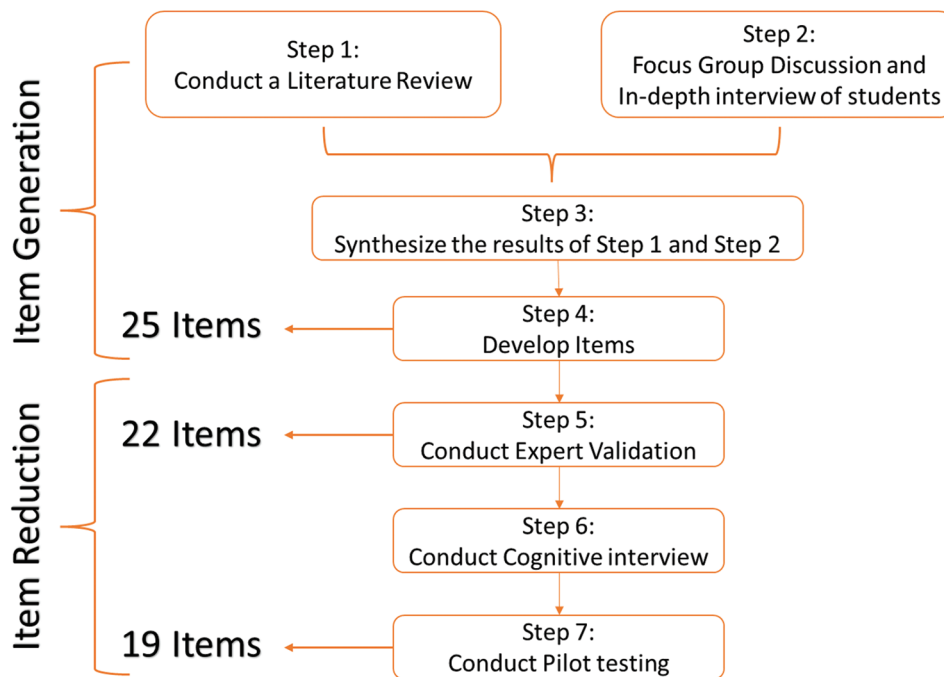 Step 1:
Conduct a Literature Review
Step 2:
Focus Group Discussion and
In-depth interview of students
Item Generation
Step 3:
Synthesize the results of Step 1 and Step 2
25 Items
Step 4:
Develop Items
Item Reduction
22 Items
Step 5:
Conduct Expert Validation
Step 6:
Conduct Cognitive interview
19 Items
Step 7:
Conduct Pilot testing